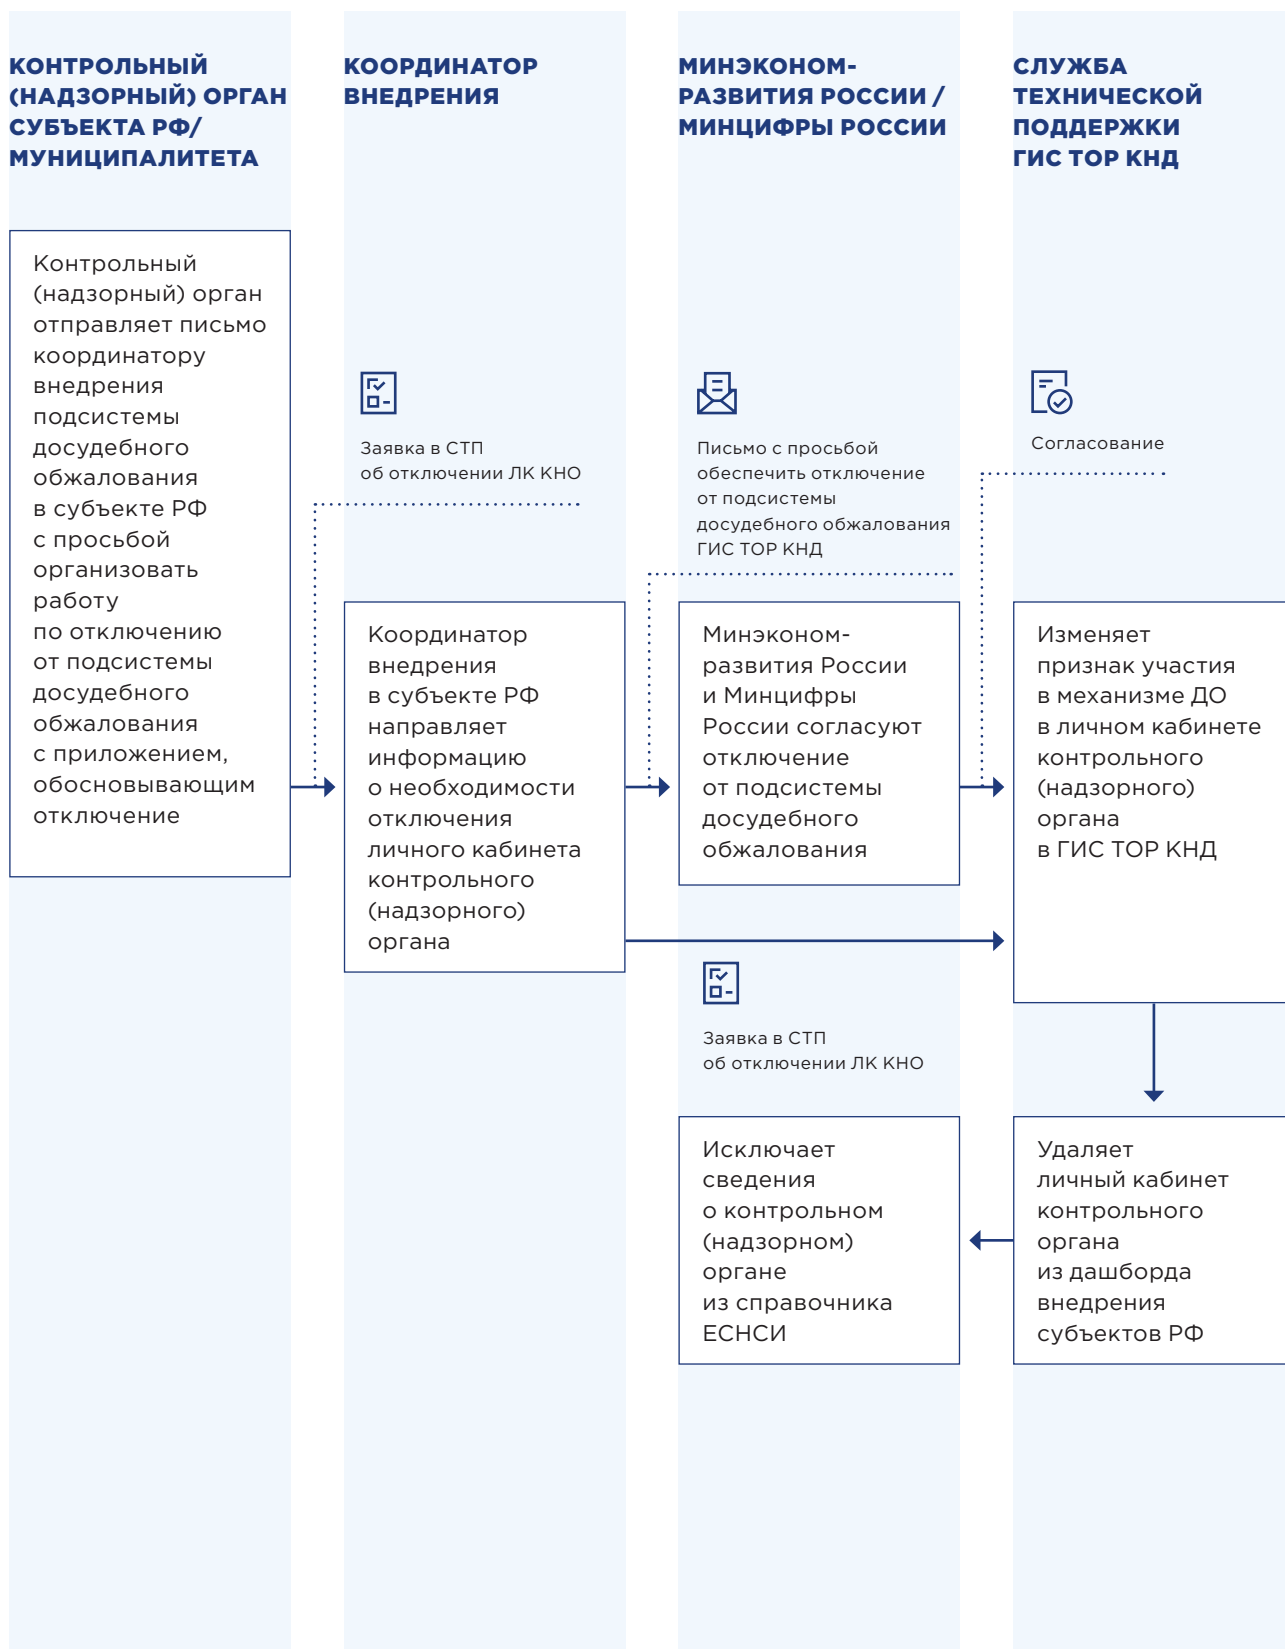 КОНТРОЛЬНЫЙ
(НАДЗОРНЫЙ) ОРГАН
СУБЪЕКТА РФ/
МУНИЦИПАЛИТЕТА
КООРДИНАТОР
ВНЕДРЕНИЯ
МИНЭКОНОМ-
РАЗВИТИЯ РОССИИ /
МИНЦИФРЫ РОССИИ
СЛУЖБА
ТЕХНИЧЕСКОЙ
ПОДДЕРЖКИ
ГИС ТОР КНД
Контрольный
(надзорный) орган
отправляет письмо
координатору
внедрения
подсистемы
досудебного
обжалования
в субъекте РФ
с просьбой
организовать
работу
по отключению
от подсистемы
досудебного
обжалования
с приложением,
обосновывающим
отключение
Заявка в СТП
об отключении ЛК КНО
Координатор
внедрения
в субъекте РФ
направляет
информацию
о необходимости
отключения
личного кабинета
контрольного
(надзорного)
органа
Письмо с просьбой
обеспечить отключение
от подсистемы
досудебного обжалования
ГИС ТОР КНД
Минэконом-
развития России
и Минцифры
России согласуют
отключение
от подсистемы
досудебного
обжалования
Согласование
Изменяет
признак участия
в механизме ДО
в личном кабинете
контрольного
(надзорного)
органа
в ГИС ТОР КНД
Заявка в СТП
об отключении ЛК КНО
Исключает
сведения
о контрольном
(надзорном)
органе
из справочника
ЕСНСИ
Удаляет
личный кабинет
контрольного
органа
из дашборда
внедрения
субъектов РФ